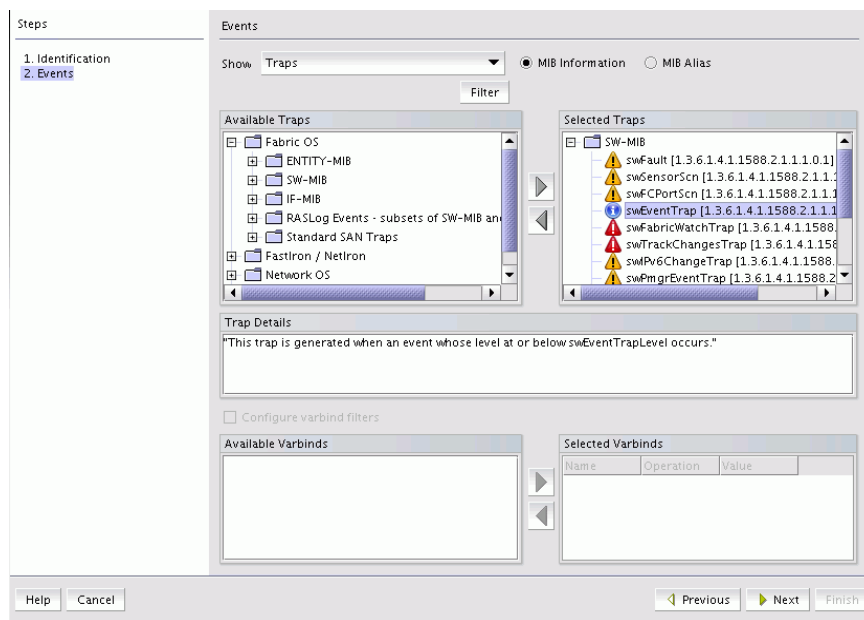 Steps
1. Identification
2. Events
Events
Show Traps MIB Information MIB Alias
Filter
Available Traps
Fabric OS
ENTITY-MIB
SW-MIB
IF-MIB
RASLog Events - subsets of SW-MIB an
Standard SAN Traps
FastIron / NetIron
Network OS
Selected Traps
SW-MIB
swFault [1.3.6.1.4.1.1588.2.1.1.1.0.1]
swSensorScn [1.3.6.1.4.1.1588.2.1.1.1
swFCPortScn [1.3.6.1.4.1.1588.2.1.1.1
swEventTrap [1.3.6.1.4.1.1588.2.1.1.1
swFabricWatchTrap [1.3.6.1.4.1.1588.
swTrackChangesTrap [1.3.6.1.4.1.158
swIPv6ChangeTrap [1.3.6.1.4.1.1588.
swPmgrEventTrap [1.3.6.1.4.1.1588.2
Trap Details
"This trap is generated when an event whose level at or below swEventTrapLevel occurs."
Configure varbind filters
Available Varbinds
Selected Varbinds
Name Operation Value
Help Cancel Previous Next Finish